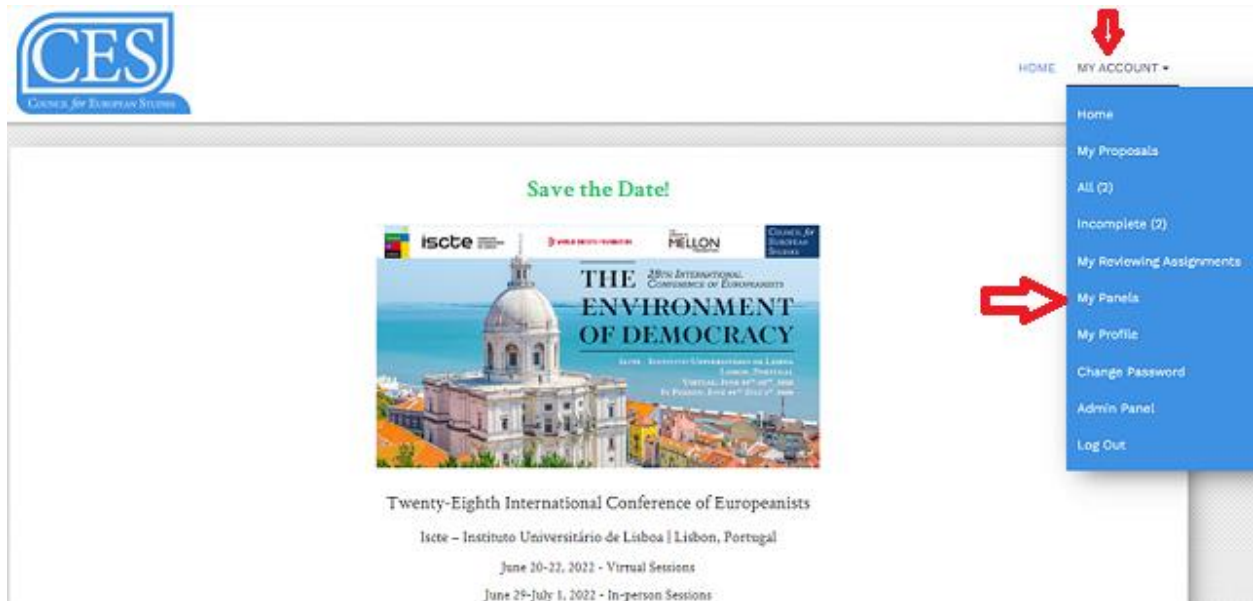 CES
COUNCIL for EUROPEAN STUDIES
HOME MY ACCOUNT
Home
My Proposals
All (2)
Incomplete (2)
My Reviewing Assignments
My Panels
My Profile
Change Password
Admin Panel
Log Out
Save the Date!
iscte
MELLON
COUNCIL for
EUROPEAN
STUDIES
28TH INTERNATIONAL
CONFERENCE OF EUROPEANISTS
THE
ENVIRONMENT
OF DEMOCRACY
Twenty-Eighth International Conference of Europeanists
Iscte – Instituto Universitário de Lisboa | Lisbon, Portugal
June 20-22, 2022 - Virtual Sessions
June 29-July 1, 2022 - In-person Sessions